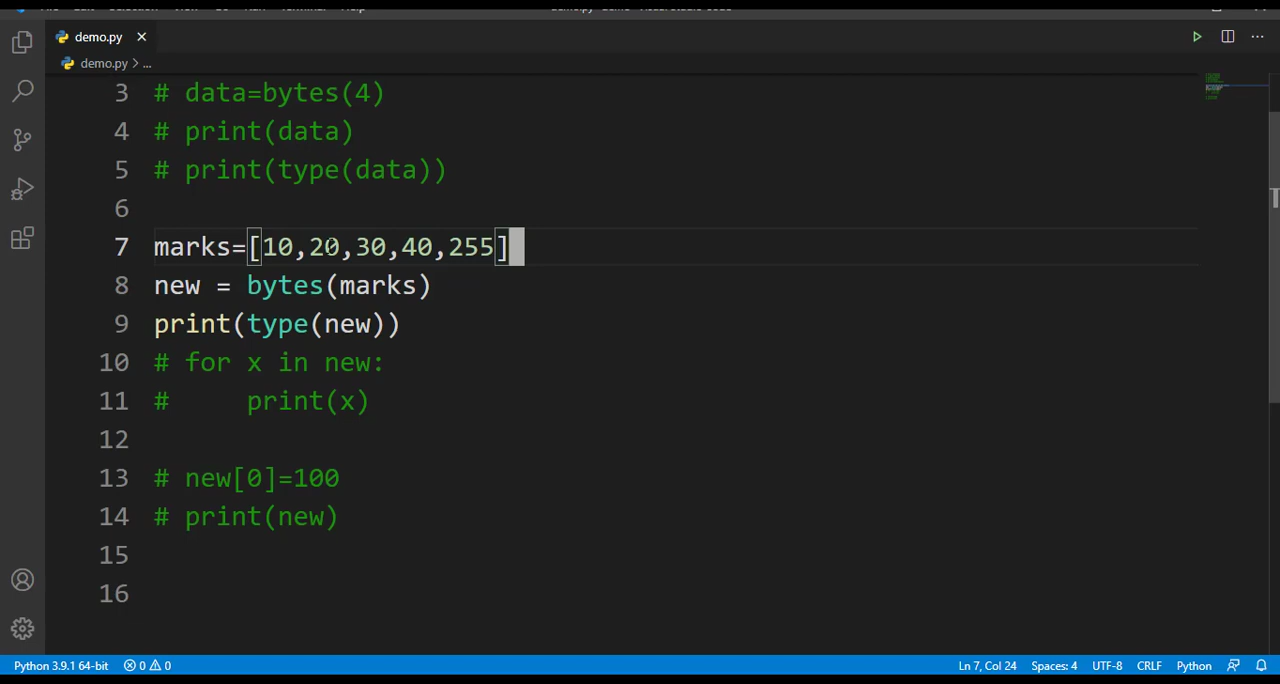 demo.py
demo.py > ...
3 # data=bytes(4)
4 # print(data)
5 # print(type(data))
6
7 marks=[10,20,30,40,255]
8 new = bytes(marks)
9 print(type(new))
10 # for x in new:
11 #     print(x)
12
13 # new[0]=100
14 # print(new)
15
16
Python 3.9.1 64-bit 0 0 Ln 7, Col 24 Spaces: 4 UTF-8 CRLF Python